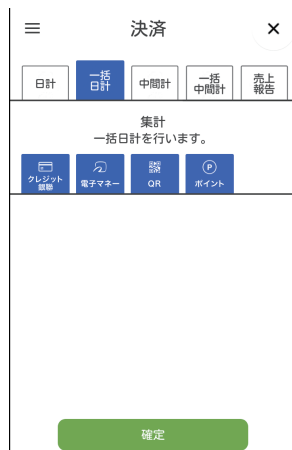 決済
日計
一括
日計
中間計
一括
中間計
売上
報告
集計
一括日計を行います。
クレジット
銀聯
電子マネー
QR
P
ポイント
確定